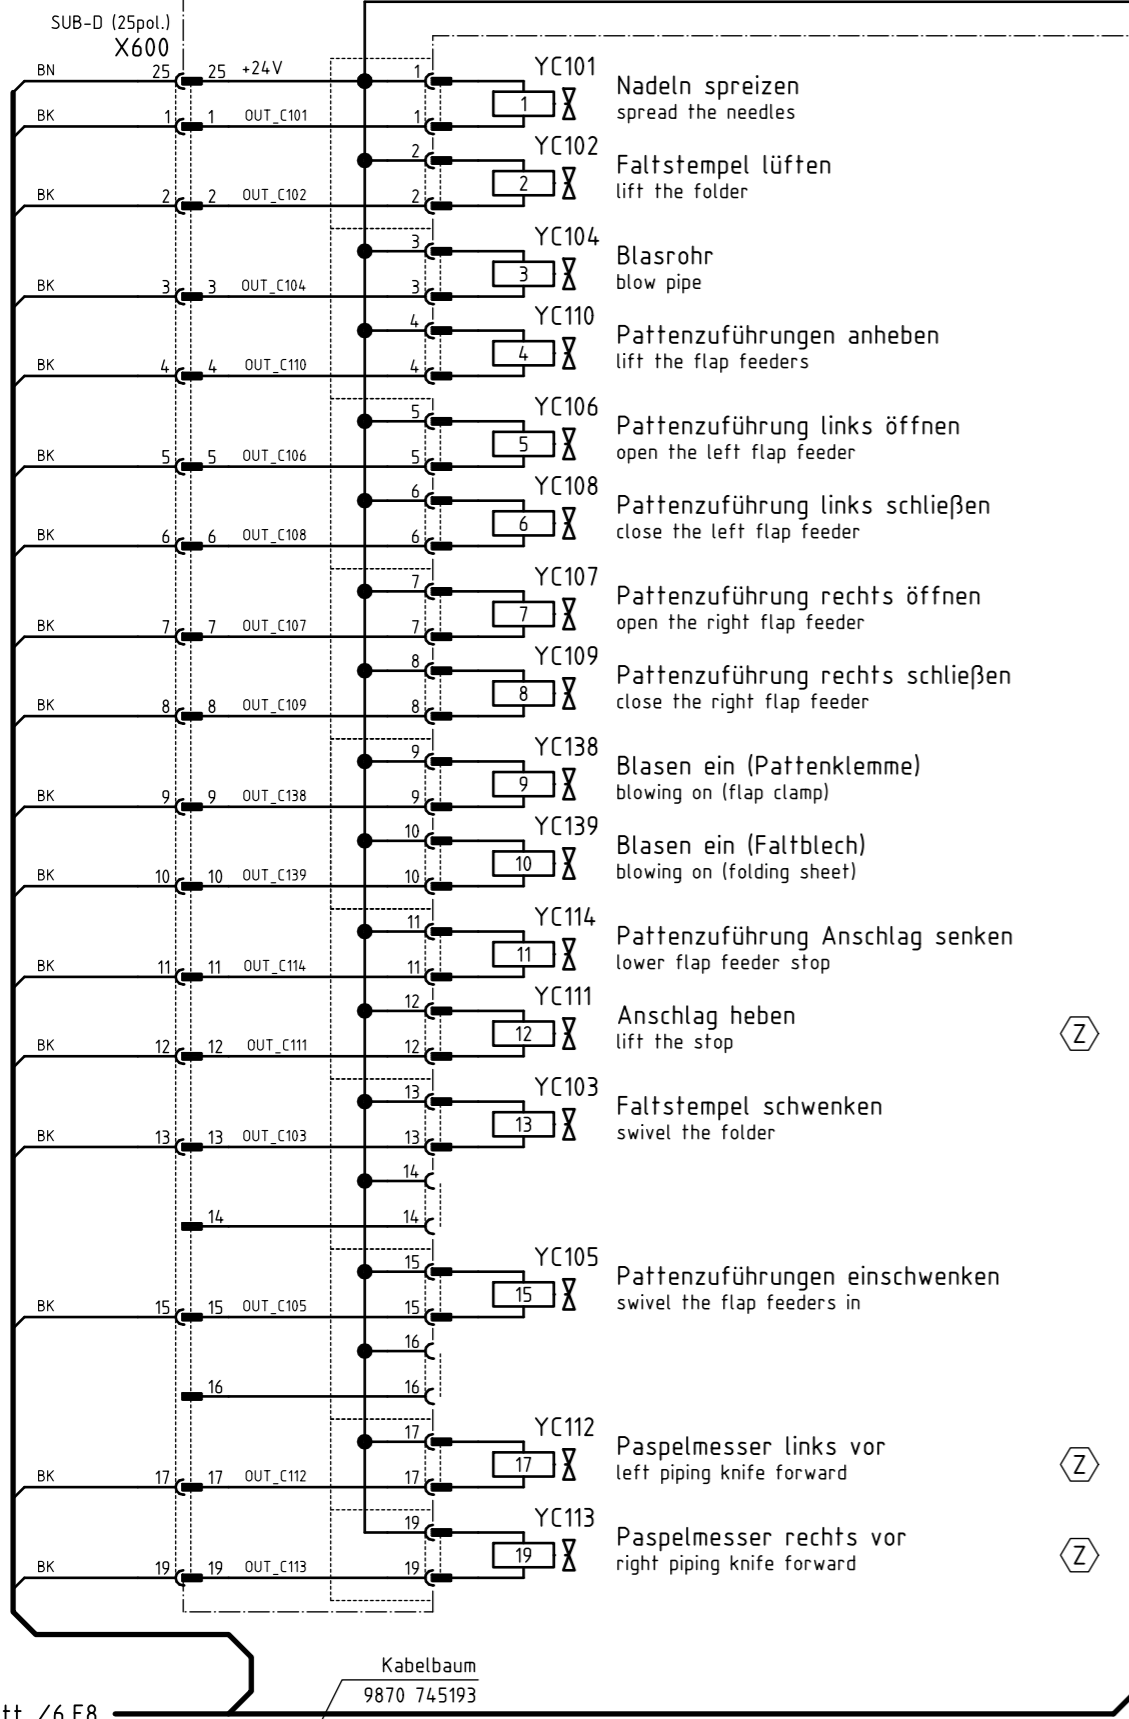 SUB-D (25pol.)
X600
BN 25 25 +24V 1 YC101
1 Nadeln spreizen
spread the needles
BK 1 1 OUT_C101 1
2 YC102
2 Faltstempel lüften
lift the folder
BK 2 2 OUT_C102 2
3 YC104
3 Blasrohr
blow pipe
BK 3 3 OUT_C104 3
4 YC110
4 Pattenzuführungen anheben
lift the flap feeders
BK 4 4 OUT_C110 4
5 YC106
5 Pattenzuführung links öffnen
open the left flap feeder
BK 5 5 OUT_C106 5
6 YC108
6 Pattenzuführung links schließen
close the left flap feeder
BK 6 6 OUT_C108 6
7 YC107
7 Pattenzuführung rechts öffnen
open the right flap feeder
BK 7 7 OUT_C107 7
8 YC109
8 Pattenzuführung rechts schließen
close the right flap feeder
BK 8 8 OUT_C109 8
9 YC138
9 Blasen ein (Pattenklemme)
blowing on (flap clamp)
BK 9 9 OUT_C138 9
10 YC139
10 Blasen ein (Faltblech)
blowing on (folding sheet)
BK 10 10 OUT_C139 10
11 YC114
11 Pattenzuführung Anschlag senken
lower flap feeder stop
BK 11 11 OUT_C114 11
12 YC111
12 Anschlag heben
lift the stop
Z
BK 12 12 OUT_C111 12
13 YC103
13 Faltstempel schwenken
swivel the folder
BK 13 13 OUT_C103 13
14
14 14
15 YC105
15 Pattenzuführungen einschwenken
swivel the flap feeders in
BK 15 15 OUT_C105 15
16
16 16
17 YC112
17 Paspelmesser links vor
left piping knife forward
Z
BK 17 17 OUT_C112 17
19 YC113
19 Paspelmesser rechts vor
right piping knife forward
Z
BK 19 19 OUT_C113 19
Kabelbaum
9870 745193
tt /6.F8